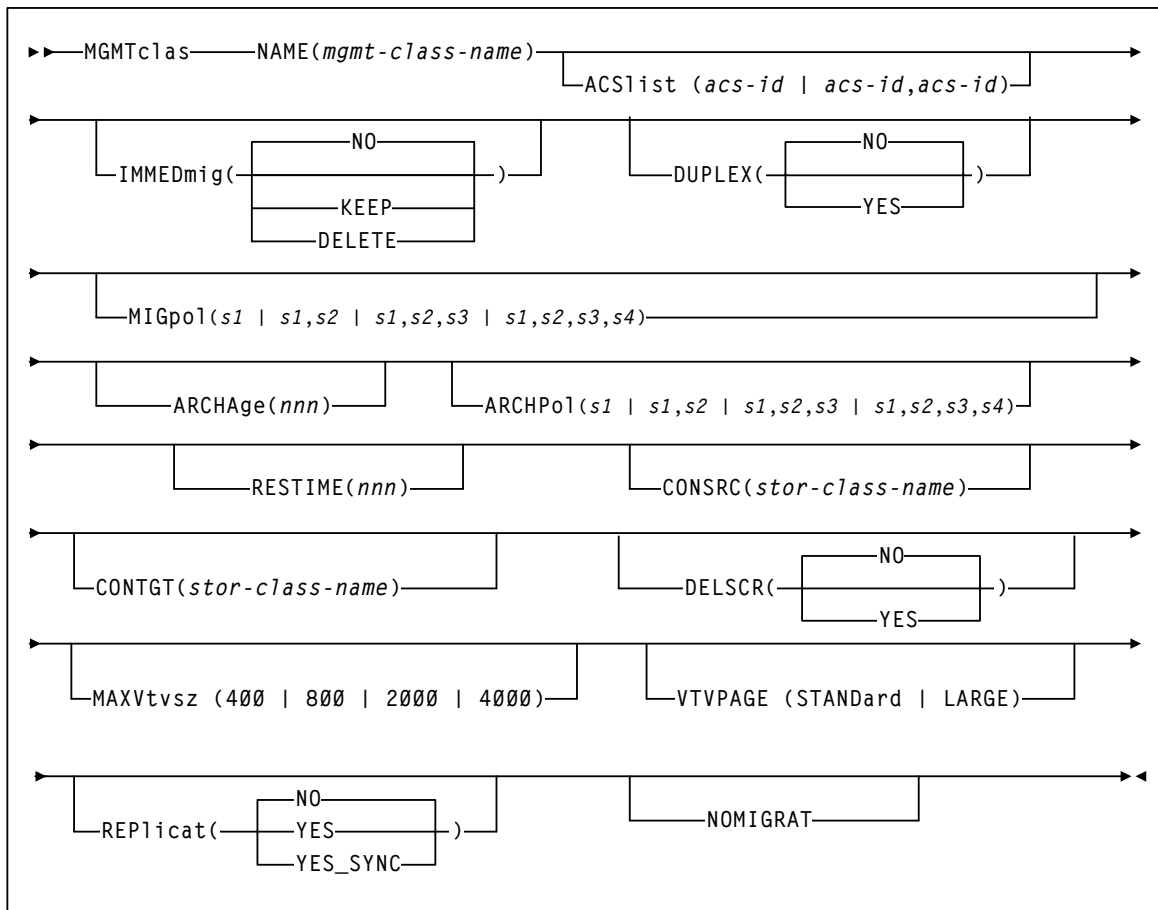 MGMTclas NAME(mgmt-class-name)
ACSlist (acs-id | acs-id,acs-id)
NO
IMMEDmig( )
KEEP
DELETE
NO
DUPLEX( )
YES
MIGpol(s1 | s1,s2 | s1,s2,s3 | s1,s2,s3,s4)
ARCHAge(nnn)
ARCHPol(s1 | s1,s2 | s1,s2,s3 | s1,s2,s3,s4)
RESTIME(nnn)
CONSRC(stor-class-name)
CONTGT(stor-class-name)
NO
DELSCR( )
YES
MAXVtvsz (400 | 800 | 2000 | 4000)
VTVPAGE (STANDard | LARGE)
NO
REPlicat( YES )
YES_SYNC
NOMIGRAT